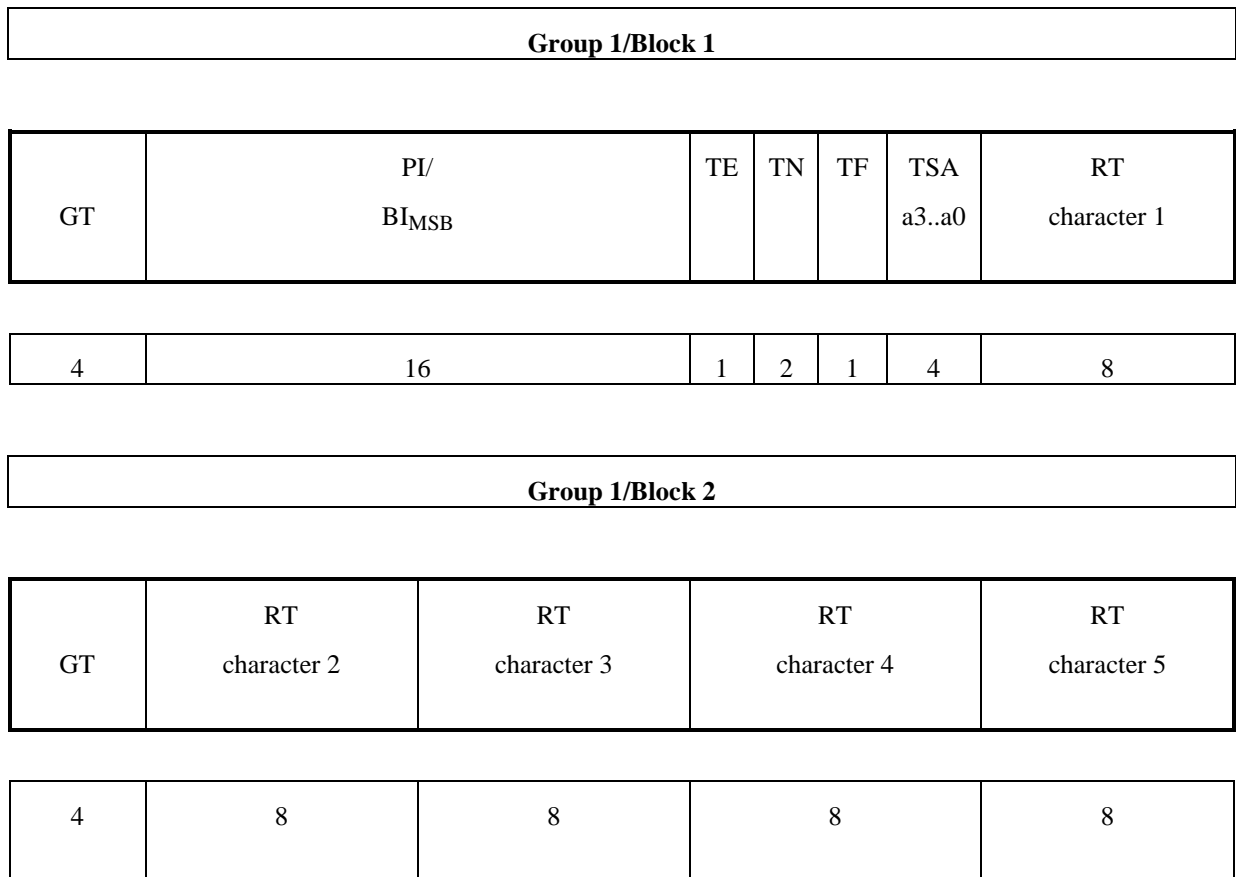 Group 1/Block 1
GT PI/ BIMSB TE TN TF TSA a3..a0 RT character 1
4 16 1 2 1 4 8
Group 1/Block 2
GT RT character 2 RT character 3 RT character 4 RT character 5
4 8 8 8 8